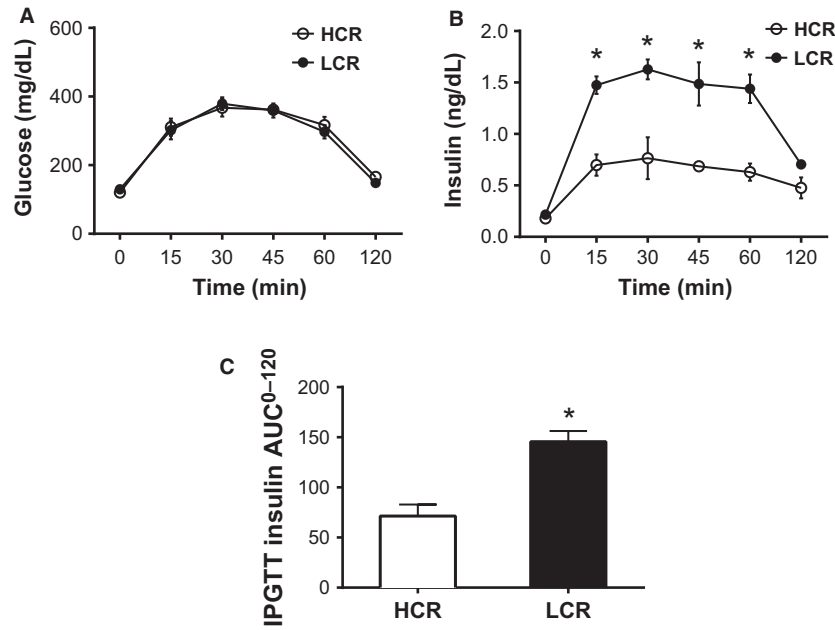 A
HCR
LCR
Glucose (mg/dL)
600
400
200
0
0 15 30 45 60 120
Time (min)
B
HCR
LCR
Insulin (ng/dL)
2.0
1.5
1.0
0.5
0.0
* * * *
0 15 30 45 60 120
Time (min)
C
IPGTT insulin AUC0–120
200
150
100
50
0
*
HCR LCR